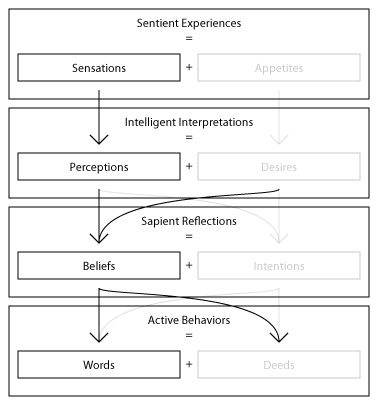 Sentient Experiences
=
Sensations + Appetites
Intelligent Interpretations
=
Perceptions + Desires
Sapient Reflections
=
Beliefs + Intentions
Active Behaviors
=
Words + Deeds